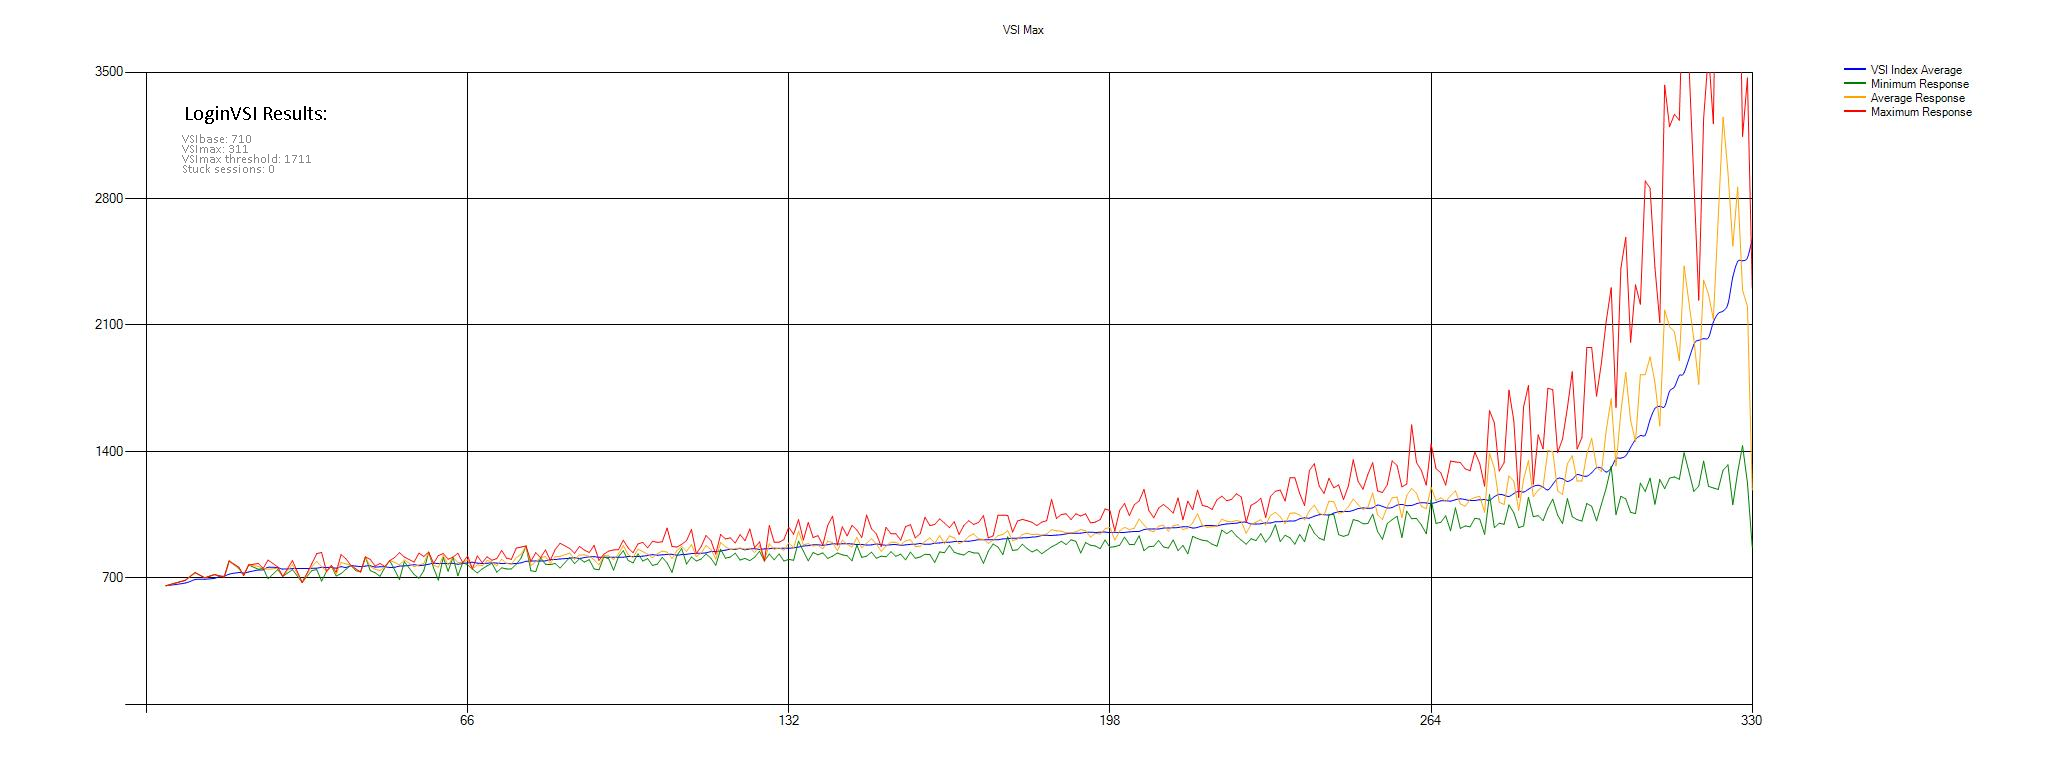 VSI Max
3500
2800
2100
1400
700
66
132
198
264
330
LoginVSI Results:
VSIbase: 710
VSImax: 311
VSImax threshold: 1711
Stuck sessions: 0
VSI Index Average
Minimum Response
Average Response
Maximum Response